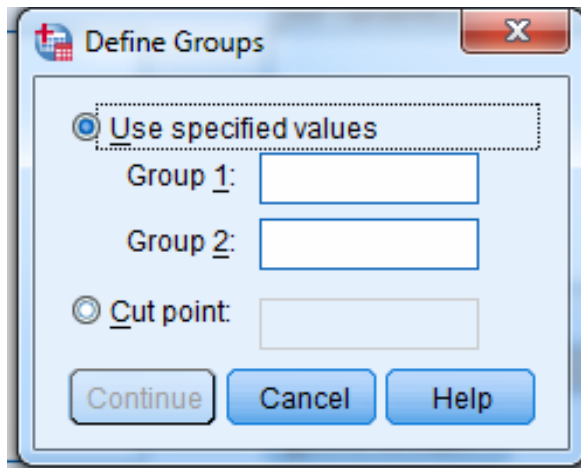 Define Groups
Use specified values
Group 1:
Group 2:
Cut point:
Continue Cancel Help